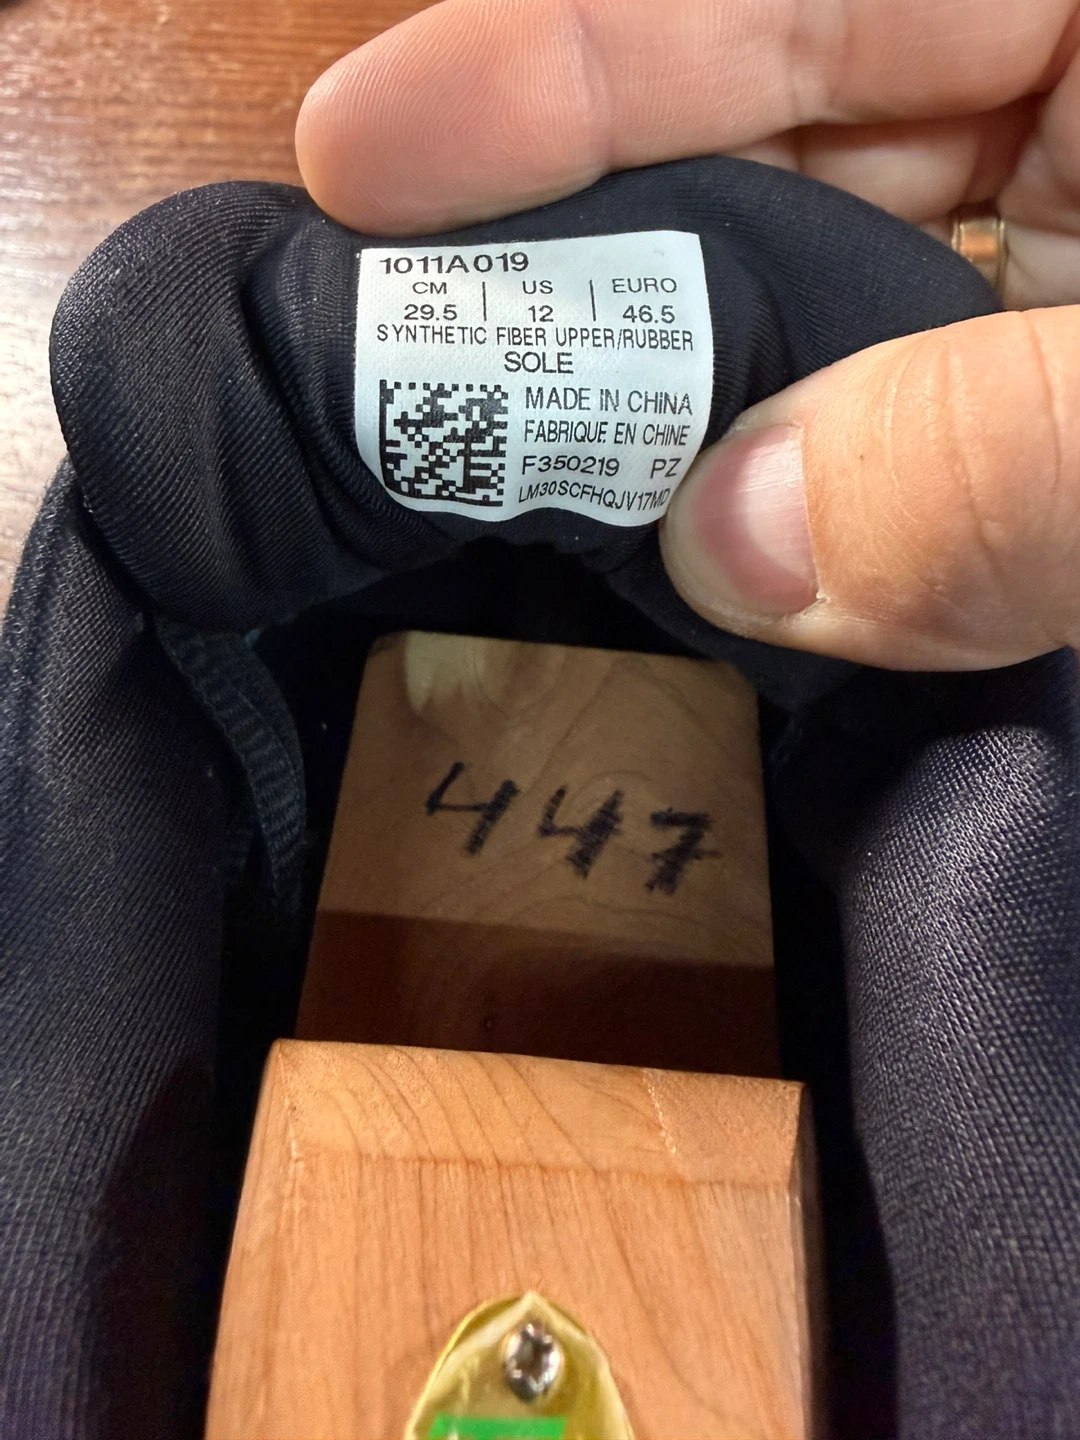 1011A019
CM | US | EURO
29.5 | 12 | 46.5
SYNTHETIC FIBER UPPER/RUBBER
SOLE
MADE IN CHINA
FABRIQUE EN CHINE
F350219 PZ
447